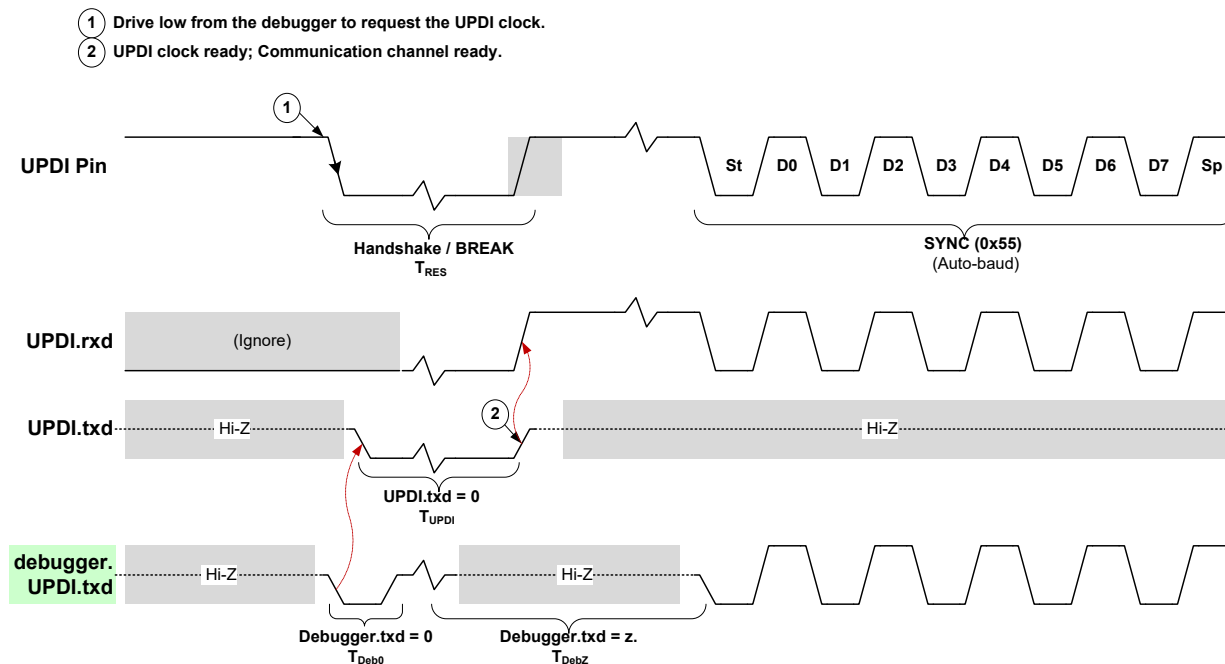 1 Drive low from the debugger to request the UPDI clock.
2 UPDI clock ready; Communication channel ready.
1
UPDI Pin
St D0 D1 D2 D3 D4 D5 D6 D7 Sp
Handshake / BREAK
TRES
SYNC (0x55)
(Auto-baud)
UPDI.rxd
(Ignore)
2
UPDI.txd
Hi-Z
Hi-Z
UPDI.txd = 0
TUPDI
debugger.
UPDI.txd
Hi-Z
Hi-Z
Debugger.txd = 0
TDeb0
Debugger.txd = z.
TDebZ